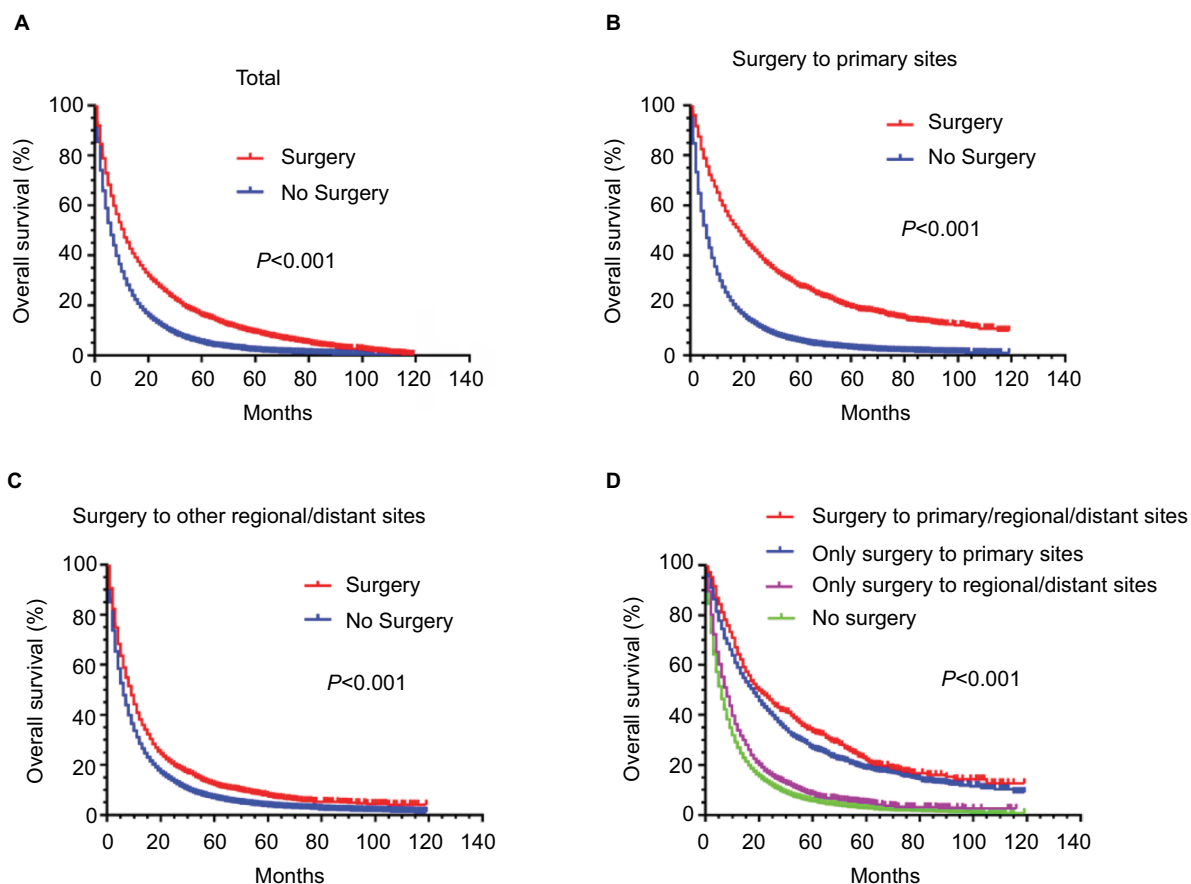 A
Total
Overall survival (%)
100
80
60
40
20
0
Surgery
No Surgery
P<0.001
0 20 40 60 80 100 120 140
Months
B
Surgery to primary sites
Overall survival (%)
100
80
60
40
20
0
Surgery
No Surgery
P<0.001
0 20 40 60 80 100 120 140
Months
C
Surgery to other regional/distant sites
Overall survival (%)
100
80
60
40
20
0
Surgery
No Surgery
P<0.001
0 20 40 60 80 100 120 140
Months
D
Surgery to primary/regional/distant sites
Only surgery to primary sites
Only surgery to regional/distant sites
No surgery
Overall survival (%)
100
80
60
40
20
0
P<0.001
0 20 40 60 80 100 120 140
Months